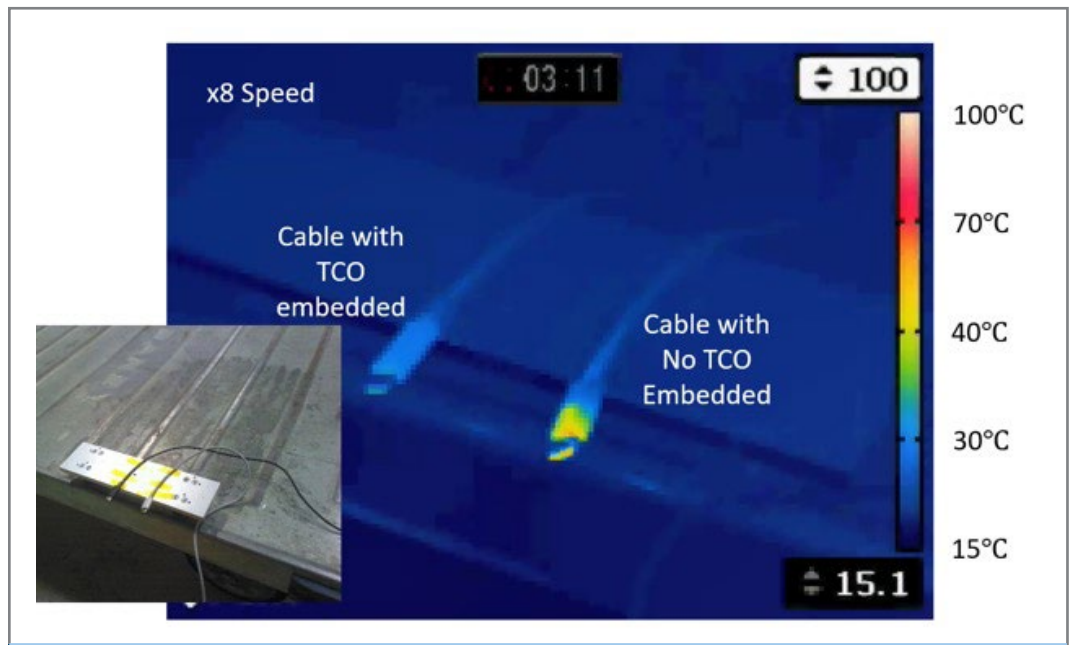 x8 Speed
03:11
100
100°C
70°C
Cable with
TCO
embedded
Cable with
No TCO
Embedded
40°C
30°C
15°C
15.1